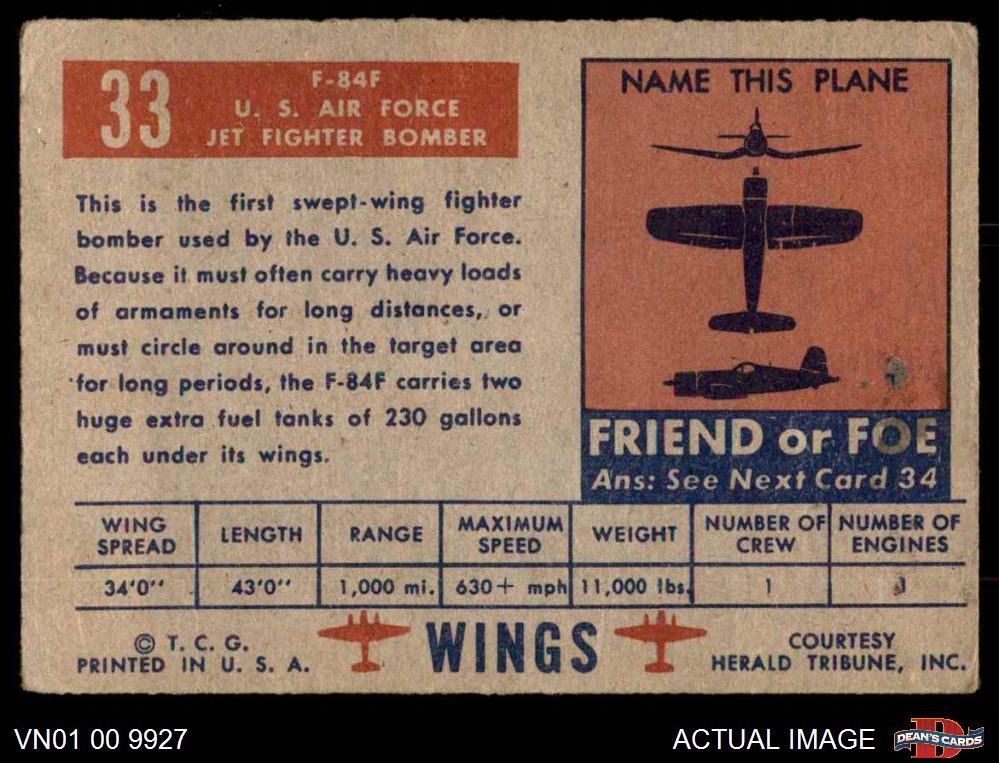 33
F-84F
U. S. AIR FORCE
JET FIGHTER BOMBER
This is the first swept-wing fighter
bomber used by the U. S. Air Force.
Because it must often carry heavy loads
of armaments for long distances, or
must circle around in the target area
for long periods, the F-84F carries two
huge extra fuel tanks of 230 gallons
each under its wings.
NAME THIS PLANE
FRIEND or FOE
Ans: See Next Card 34
WING SPREAD
LENGTH
RANGE
MAXIMUM SPEED
WEIGHT
NUMBER OF CREW
NUMBER OF ENGINES
34'0''
43'0''
1,000 mi.
630+ mph
11,000 lbs.
1
© T. C. G.
PRINTED IN U. S. A.
WINGS
COURTESY
HERALD TRIBUNE, INC.
VN01 00 9927
ACTUAL IMAGE
D
DEAN'S CARDS